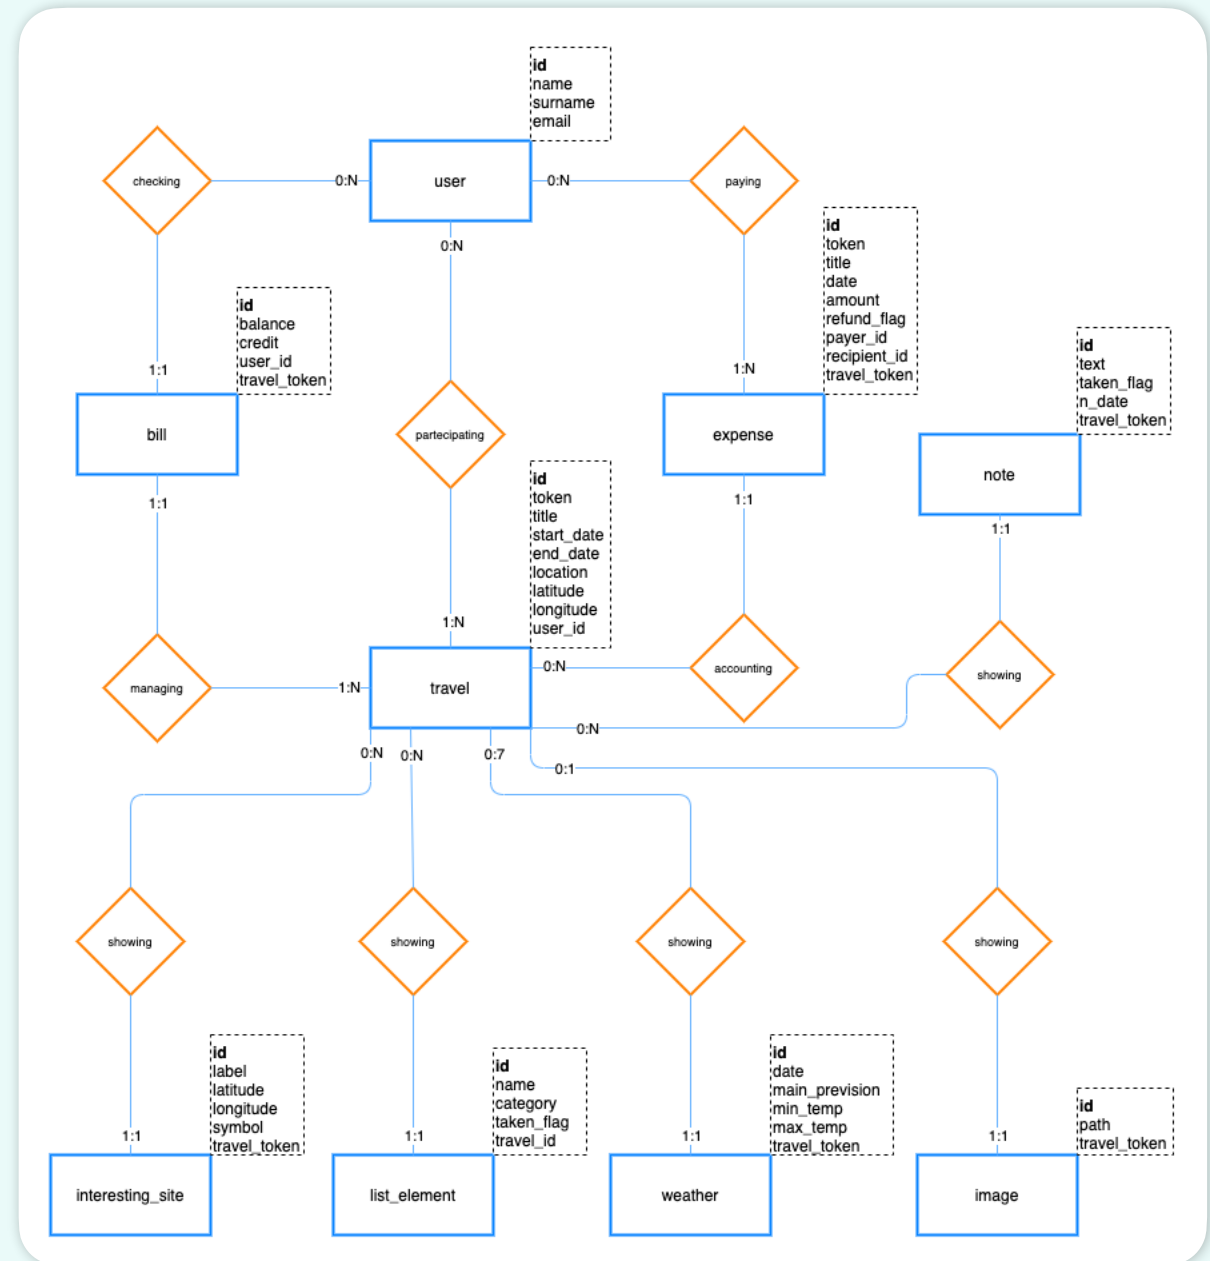 id
name
surname
email
checking
0:N
user
0:N
paying
0:N
id
token
title
date
amount
refund_flag
payer_id
recipient_id
travel_token
id
balance
credit
user_id
travel_token
id
text
taken_flag
n_date
travel_token
1:1
1:N
bill
partecipating
expense
note
1:1
1:1
1:1
id
token
title
start_date
end_date
location
latitude
longitude
user_id
1:N
managing
1:N
travel
0:N
accounting
showing
0:N
0:N
0:N
0:7
0:1
showing
showing
showing
showing
id
label
latitude
longitude
symbol
travel_token
id
name
category
taken_flag
travel_id
id
date
main_prevision
min_temp
max_temp
travel_token
id
path
travel_token
1:1
1:1
1:1
1:1
interesting_site
list_element
weather
image